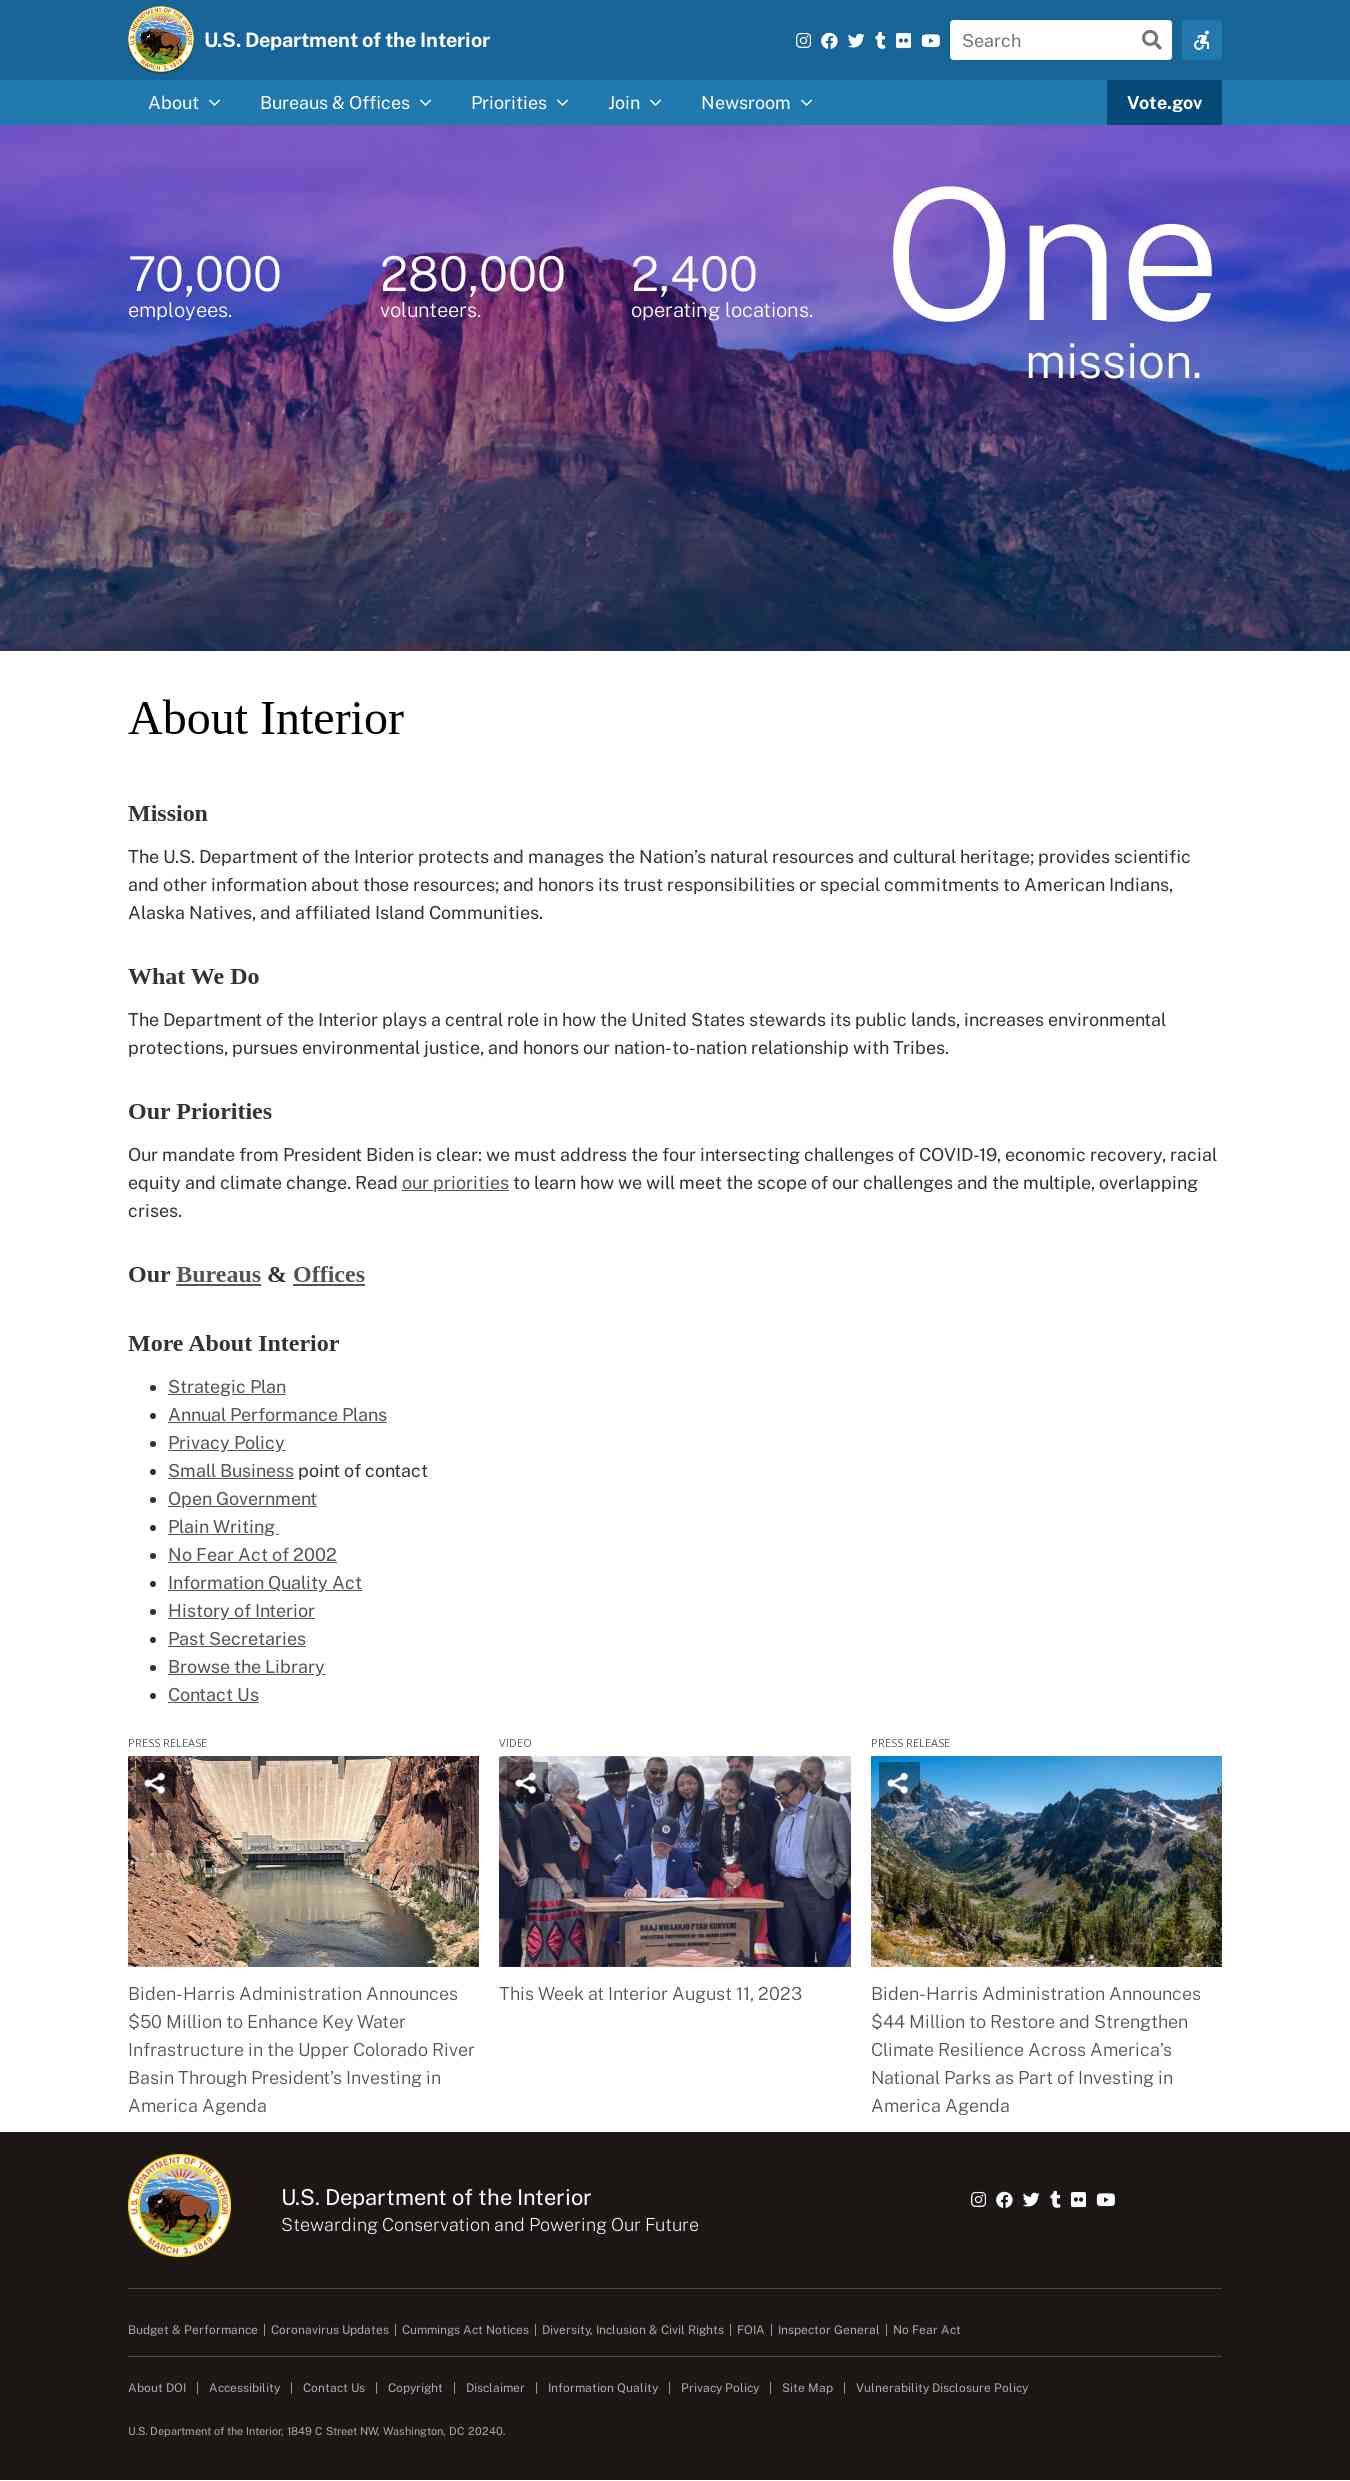 U.S. Department of the Interior
Search
About
Bureaus & Offices
Priorities
Join
Newsroom
Vote.gov
70,000
employees.
280,000
volunteers.
2,400
operating locations.
One
mission.
About Interior
Mission
The U.S. Department of the Interior protects and manages the Nation’s natural resources and cultural heritage; provides scientific
and other information about those resources; and honors its trust responsibilities or special commitments to American Indians,
Alaska Natives, and affiliated Island Communities.
What We Do
The Department of the Interior plays a central role in how the United States stewards its public lands, increases environmental
protections, pursues environmental justice, and honors our nation-to-nation relationship with Tribes.
Our Priorities
Our mandate from President Biden is clear: we must address the four intersecting challenges of COVID-19, economic recovery, racial
equity and climate change. Read our priorities to learn how we will meet the scope of our challenges and the multiple, overlapping
crises.
Our Bureaus & Offices
More About Interior
Strategic Plan
Annual Performance Plans
Privacy Policy
Small Business point of contact
Open Government
Plain Writing
No Fear Act of 2002
Information Quality Act
History of Interior
Past Secretaries
Browse the Library
Contact Us
PRESS RELEASE
Biden-Harris Administration Announces
$50 Million to Enhance Key Water
Infrastructure in the Upper Colorado River
Basin Through President’s Investing in
America Agenda
VIDEO
This Week at Interior August 11, 2023
PRESS RELEASE
Biden-Harris Administration Announces
$44 Million to Restore and Strengthen
Climate Resilience Across America’s
National Parks as Part of Investing in
America Agenda
U.S. DEPARTMENT OF THE INTERIOR
MARCH 3, 1849
U.S. Department of the Interior
Stewarding Conservation and Powering Our Future
Budget & Performance | Coronavirus Updates | Cummings Act Notices | Diversity, Inclusion & Civil Rights | FOIA | Inspector General | No Fear Act
About DOI | Accessibility | Contact Us | Copyright | Disclaimer | Information Quality | Privacy Policy | Site Map | Vulnerability Disclosure Policy
U.S. Department of the Interior, 1849 C Street NW, Washington, DC 20240.